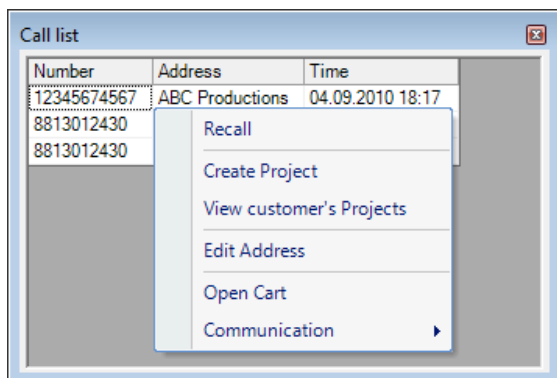 Call list
Number Address Time
12345674567 ABC Productions 04.09.2010 18:17
8813012430
8813012430
Recall
Create Project
View customer's Projects
Edit Address
Open Cart
Communication